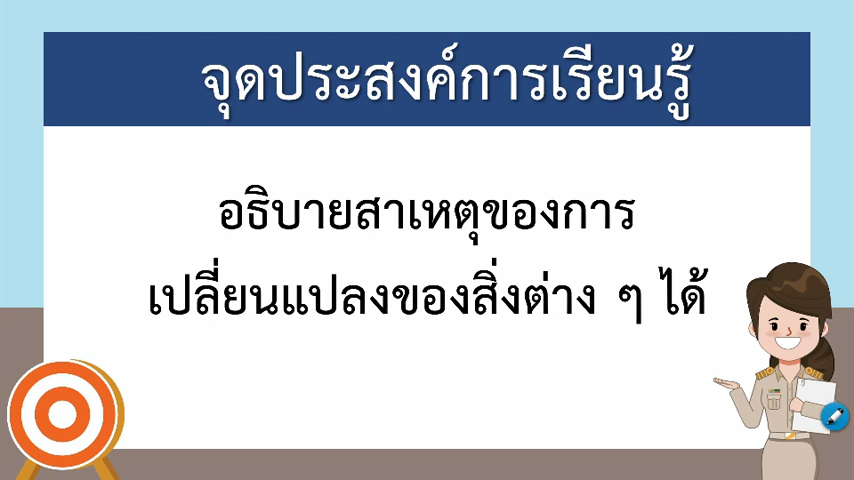 จุดประสงค์การเรียนรู้
อธิบายสาเหตุของการ
เปลี่ยนแปลงของสิ่งต่าง ๆ ได้